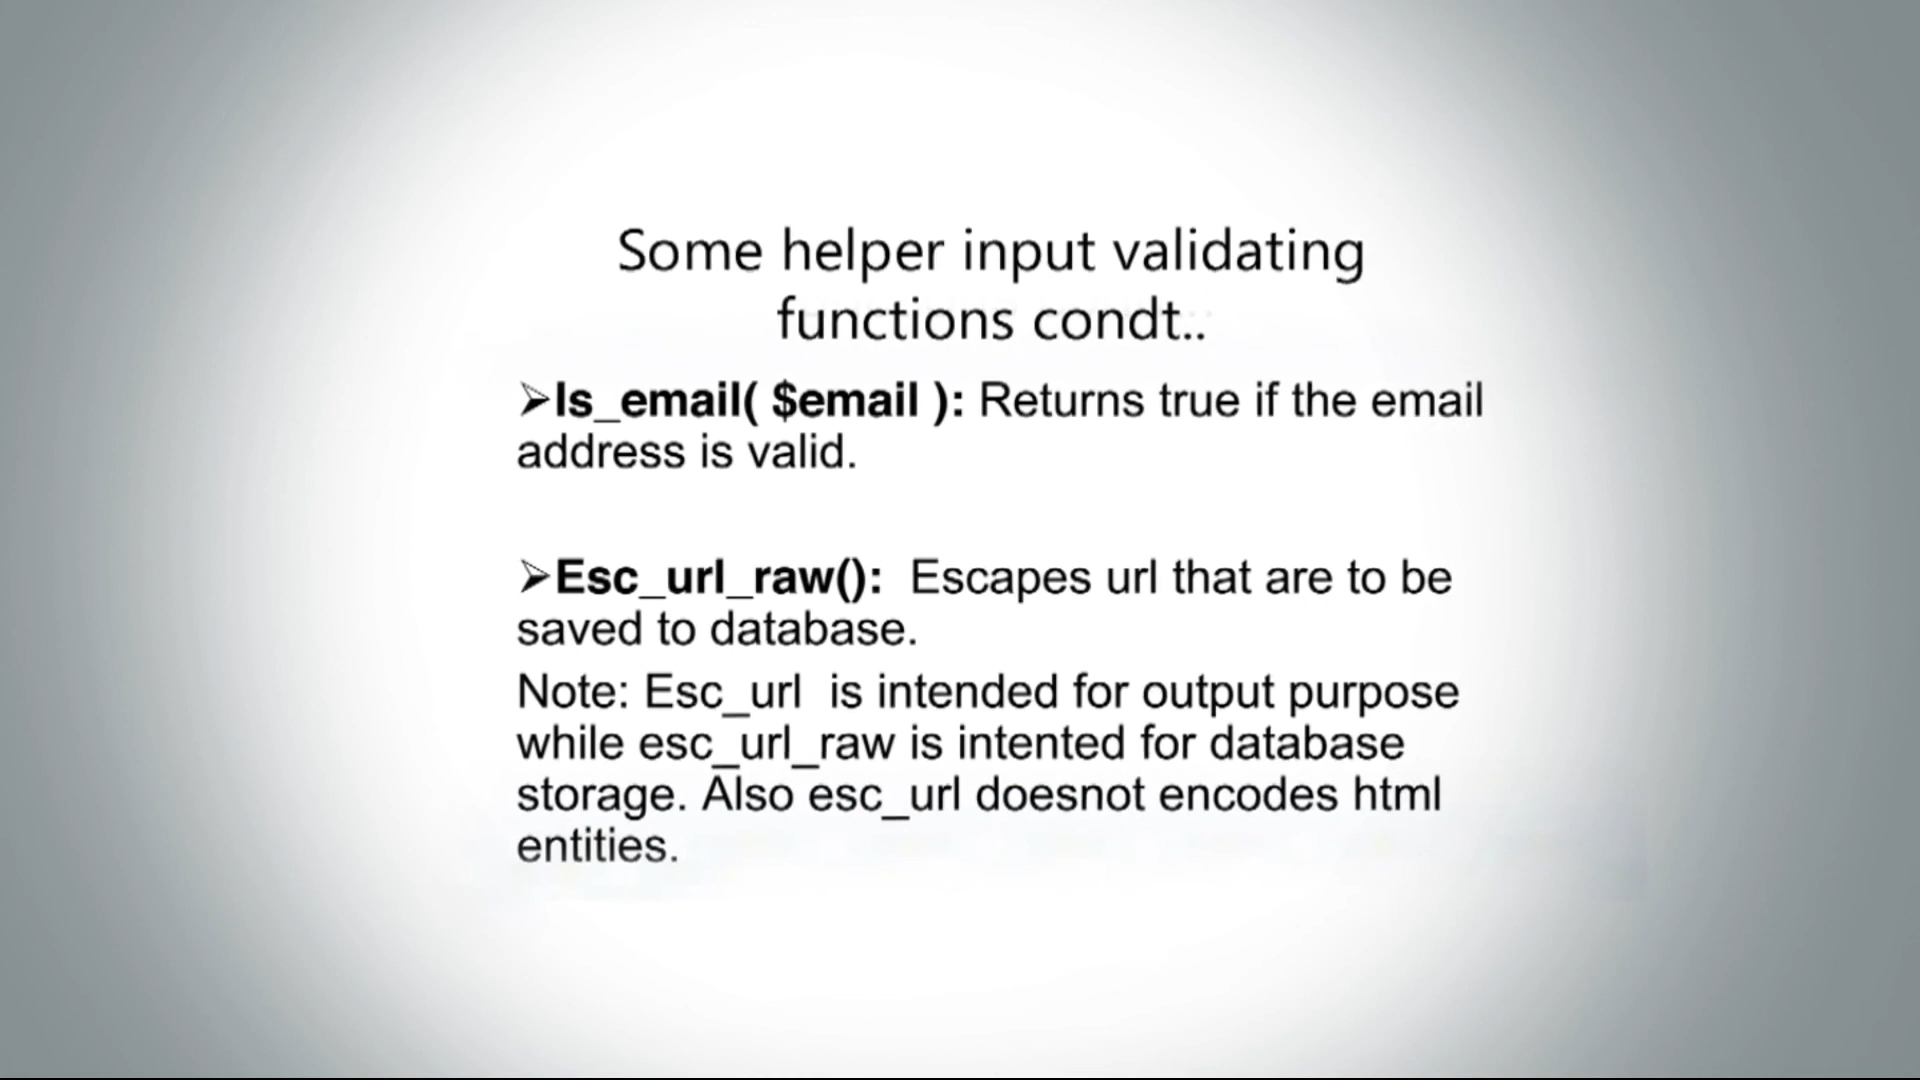 Some helper input validating
functions condt..
➢Is_email( $email ): Returns true if the email
address is valid.
➢Esc_url_raw():  Escapes url that are to be
saved to database.
Note: Esc_url  is intended for output purpose
while esc_url_raw is intented for database
storage. Also esc_url doesnot encodes html
entities.